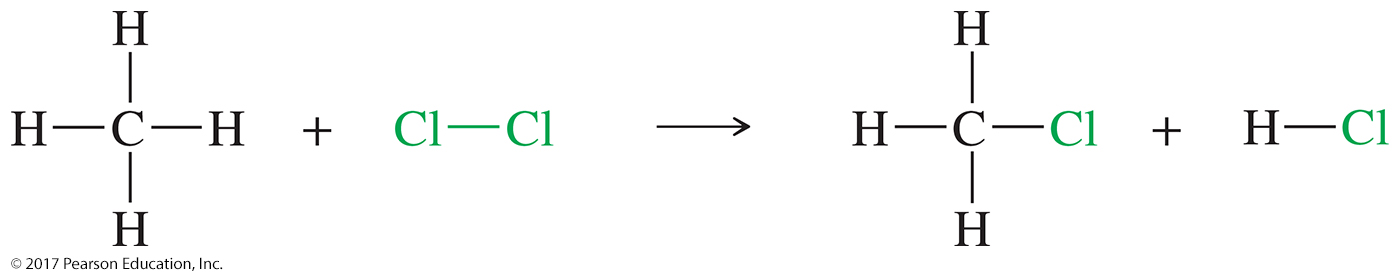 H H
H C H + Cl Cl → H C Cl + H Cl
H H
© 2017 Pearson Education, Inc.